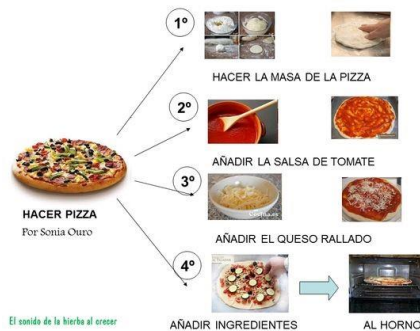 1º
HACER LA MASA DE LA PIZZA
2º
AÑADIR LA SALSA DE TOMATE
3º
AÑADIR EL QUESO RALLADO
HACER PIZZA
Por Sonia Ouro
4º
AÑADIR INGREDIENTES
AL HORNO
El sonido de la hierba al crecer